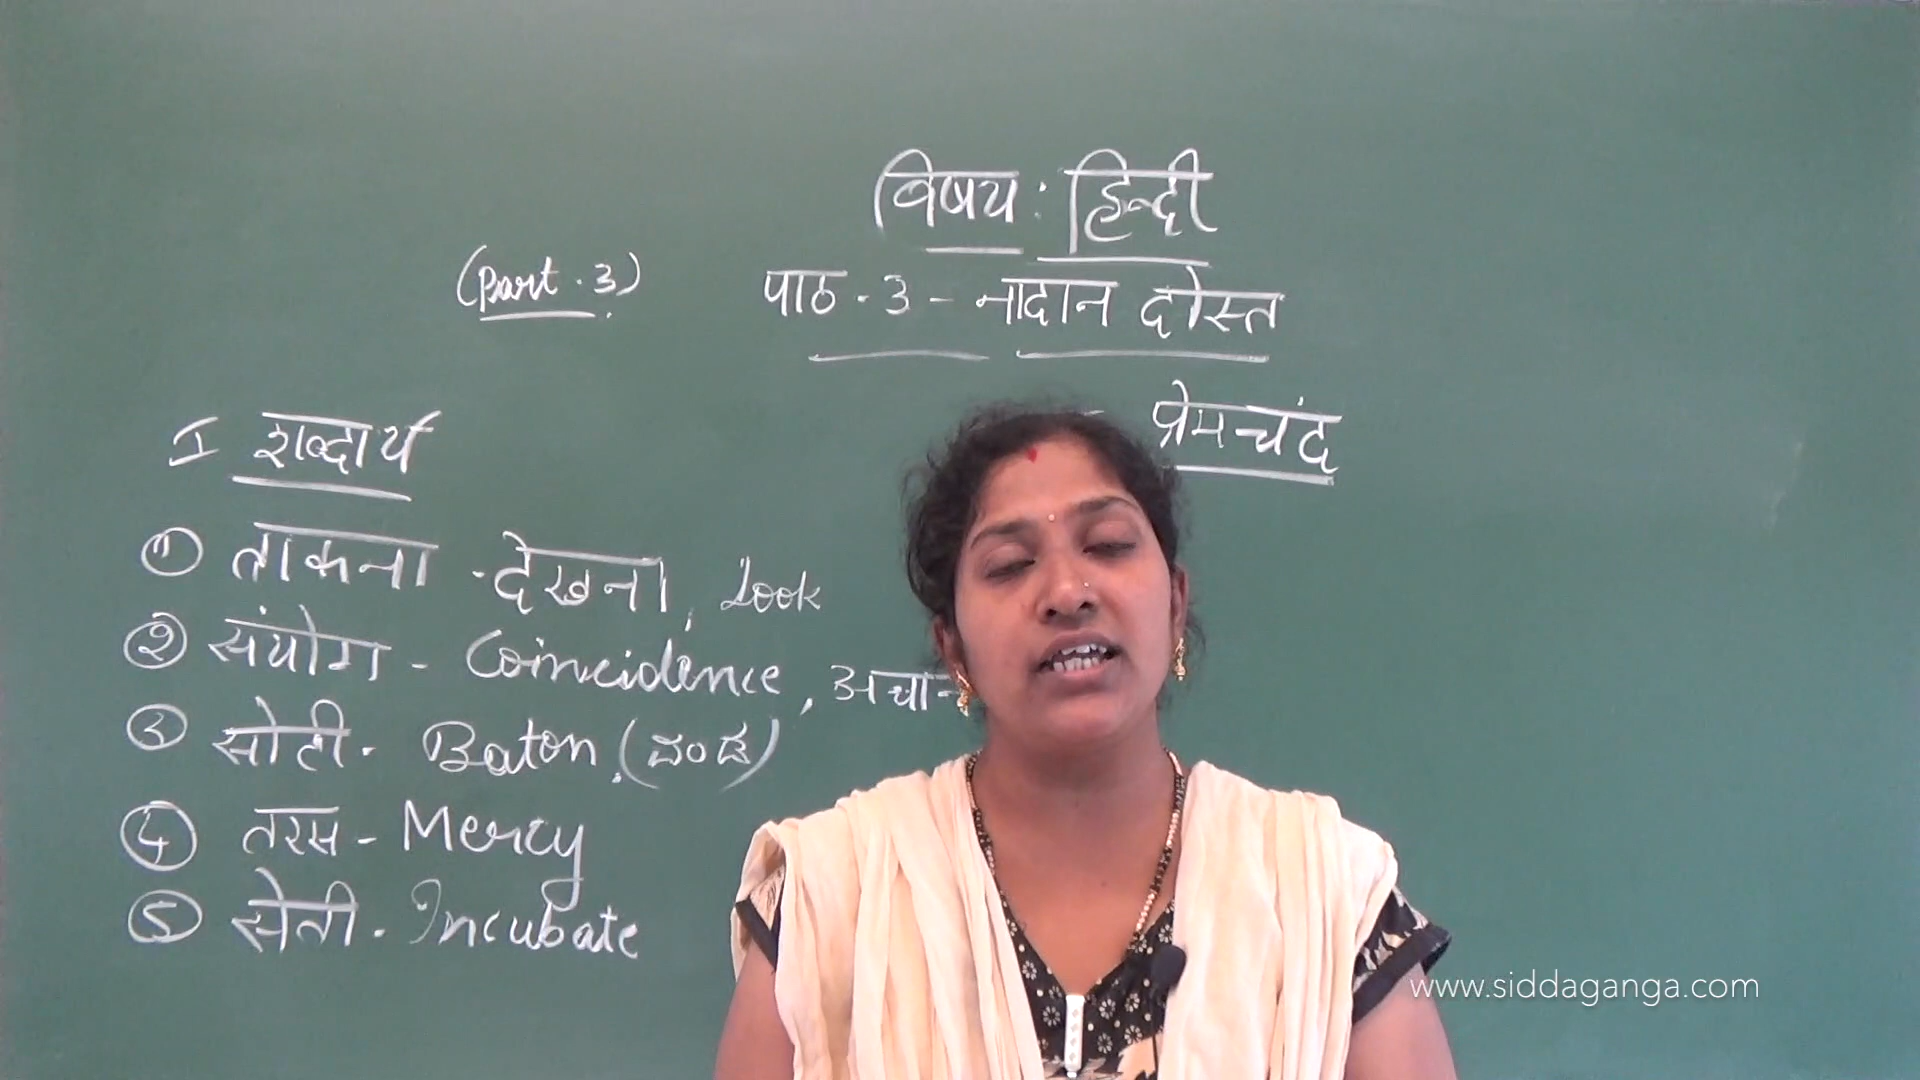 विषय : हिन्दी
(Part . 3)
पाठ . 3 - नादान दोस्त
- प्रेमचंद
I शब्दार्थ
① ताकना - देखना, Look
② संयोग - Coincidence, अचान
③ सोटी . Baton. (ದಂಡ)
④ तरस - Mercy
⑤ सेती . Incubate
www.siddaganga.com